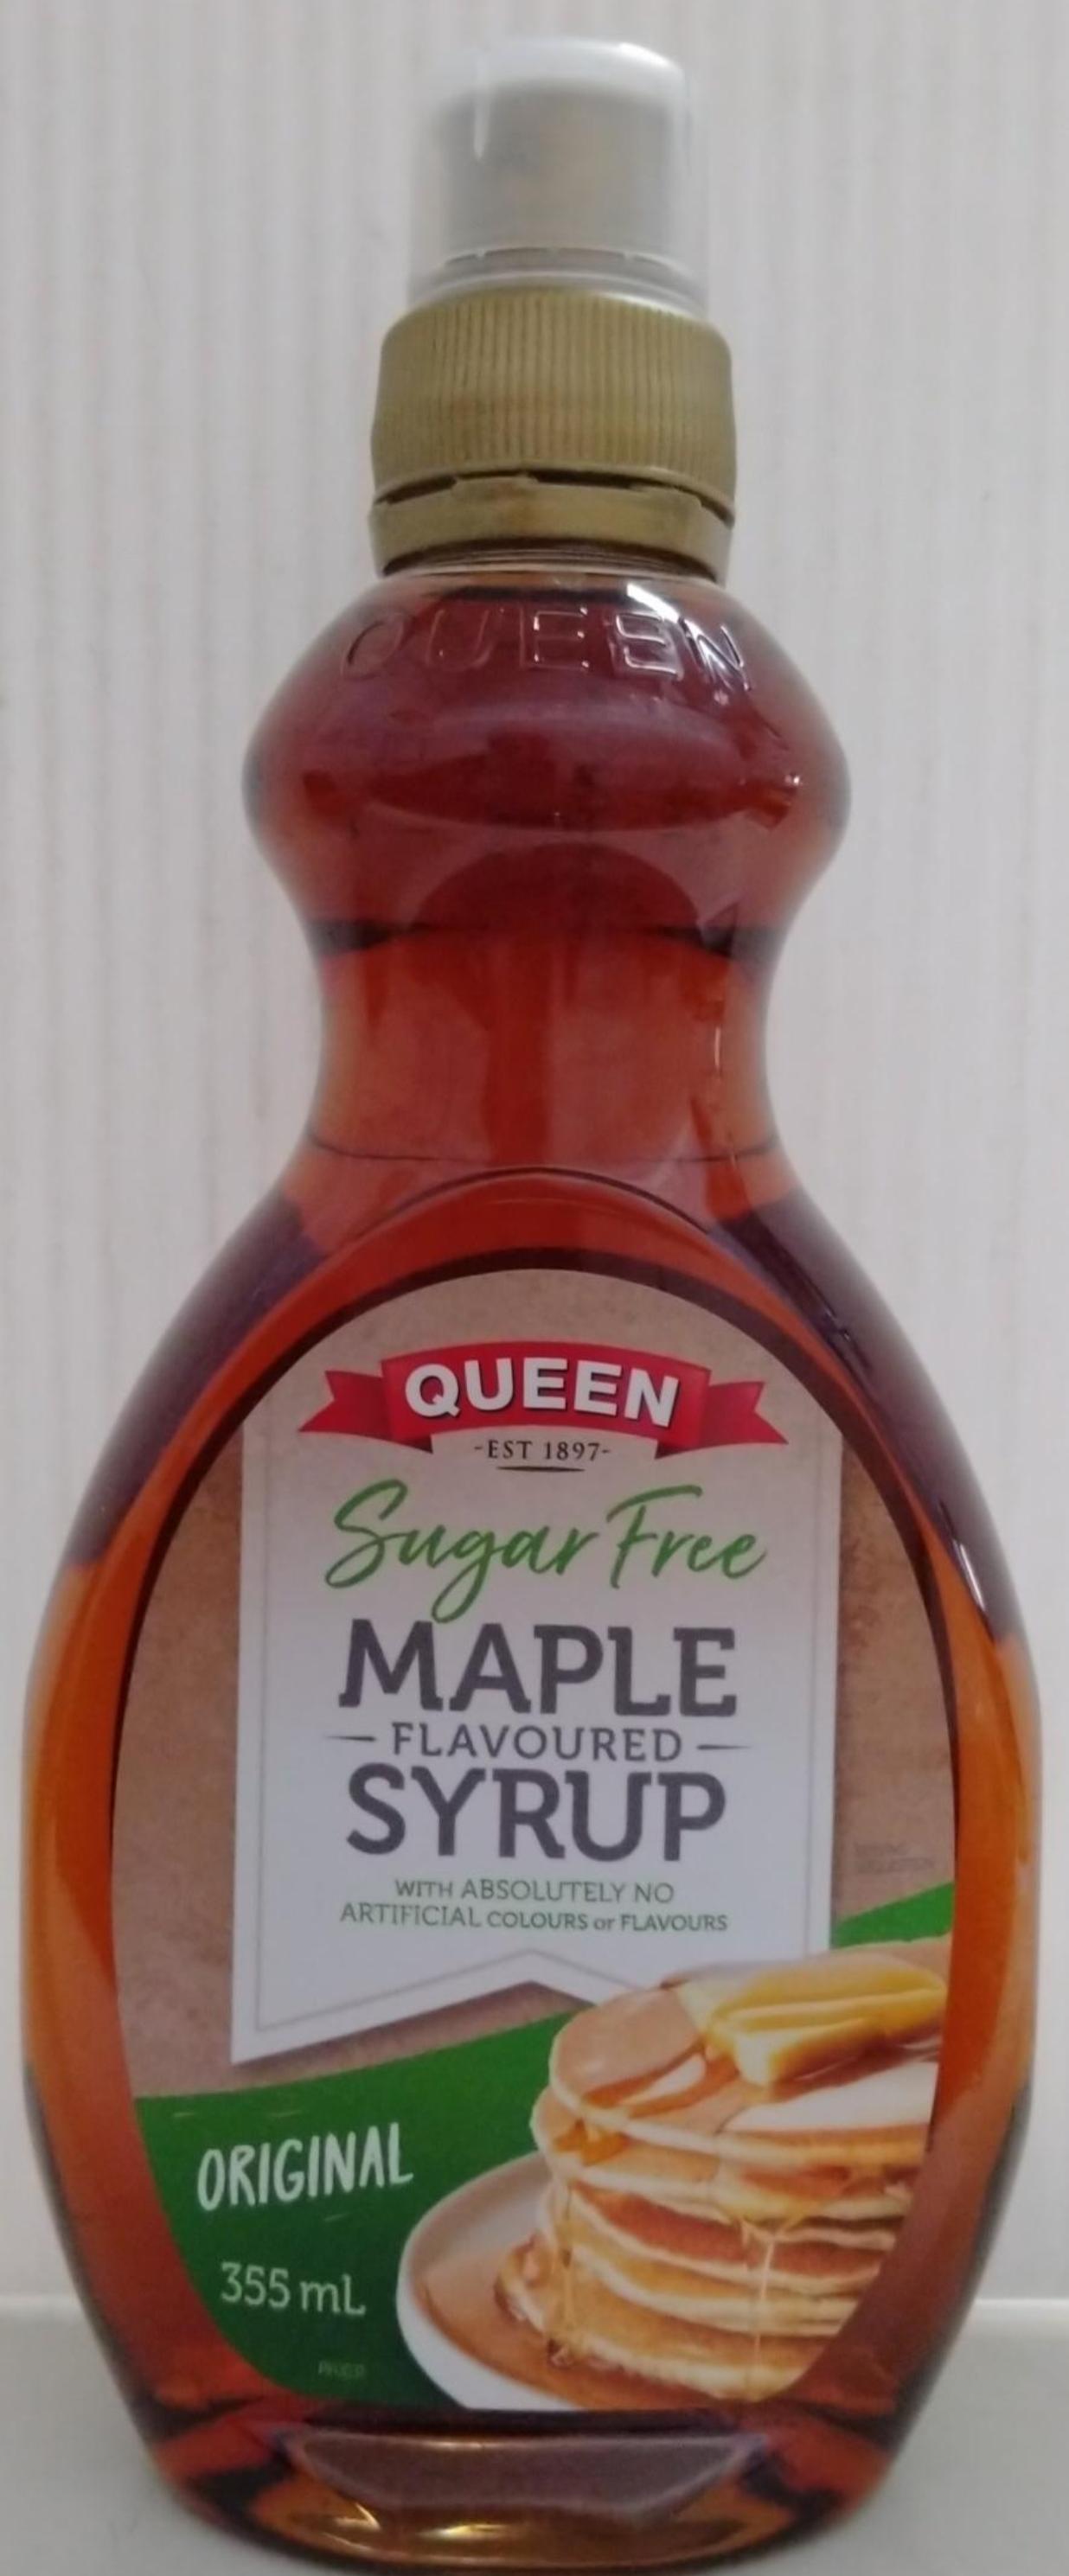 QUEEN
QUEEN
-EST 1897-
Sugar Free
MAPLE
FLAVOURED
SYRUP
WITH ABSOLUTELY NO
ARTIFICIAL COLOURS or FLAVOURS
ORIGINAL
355 mL